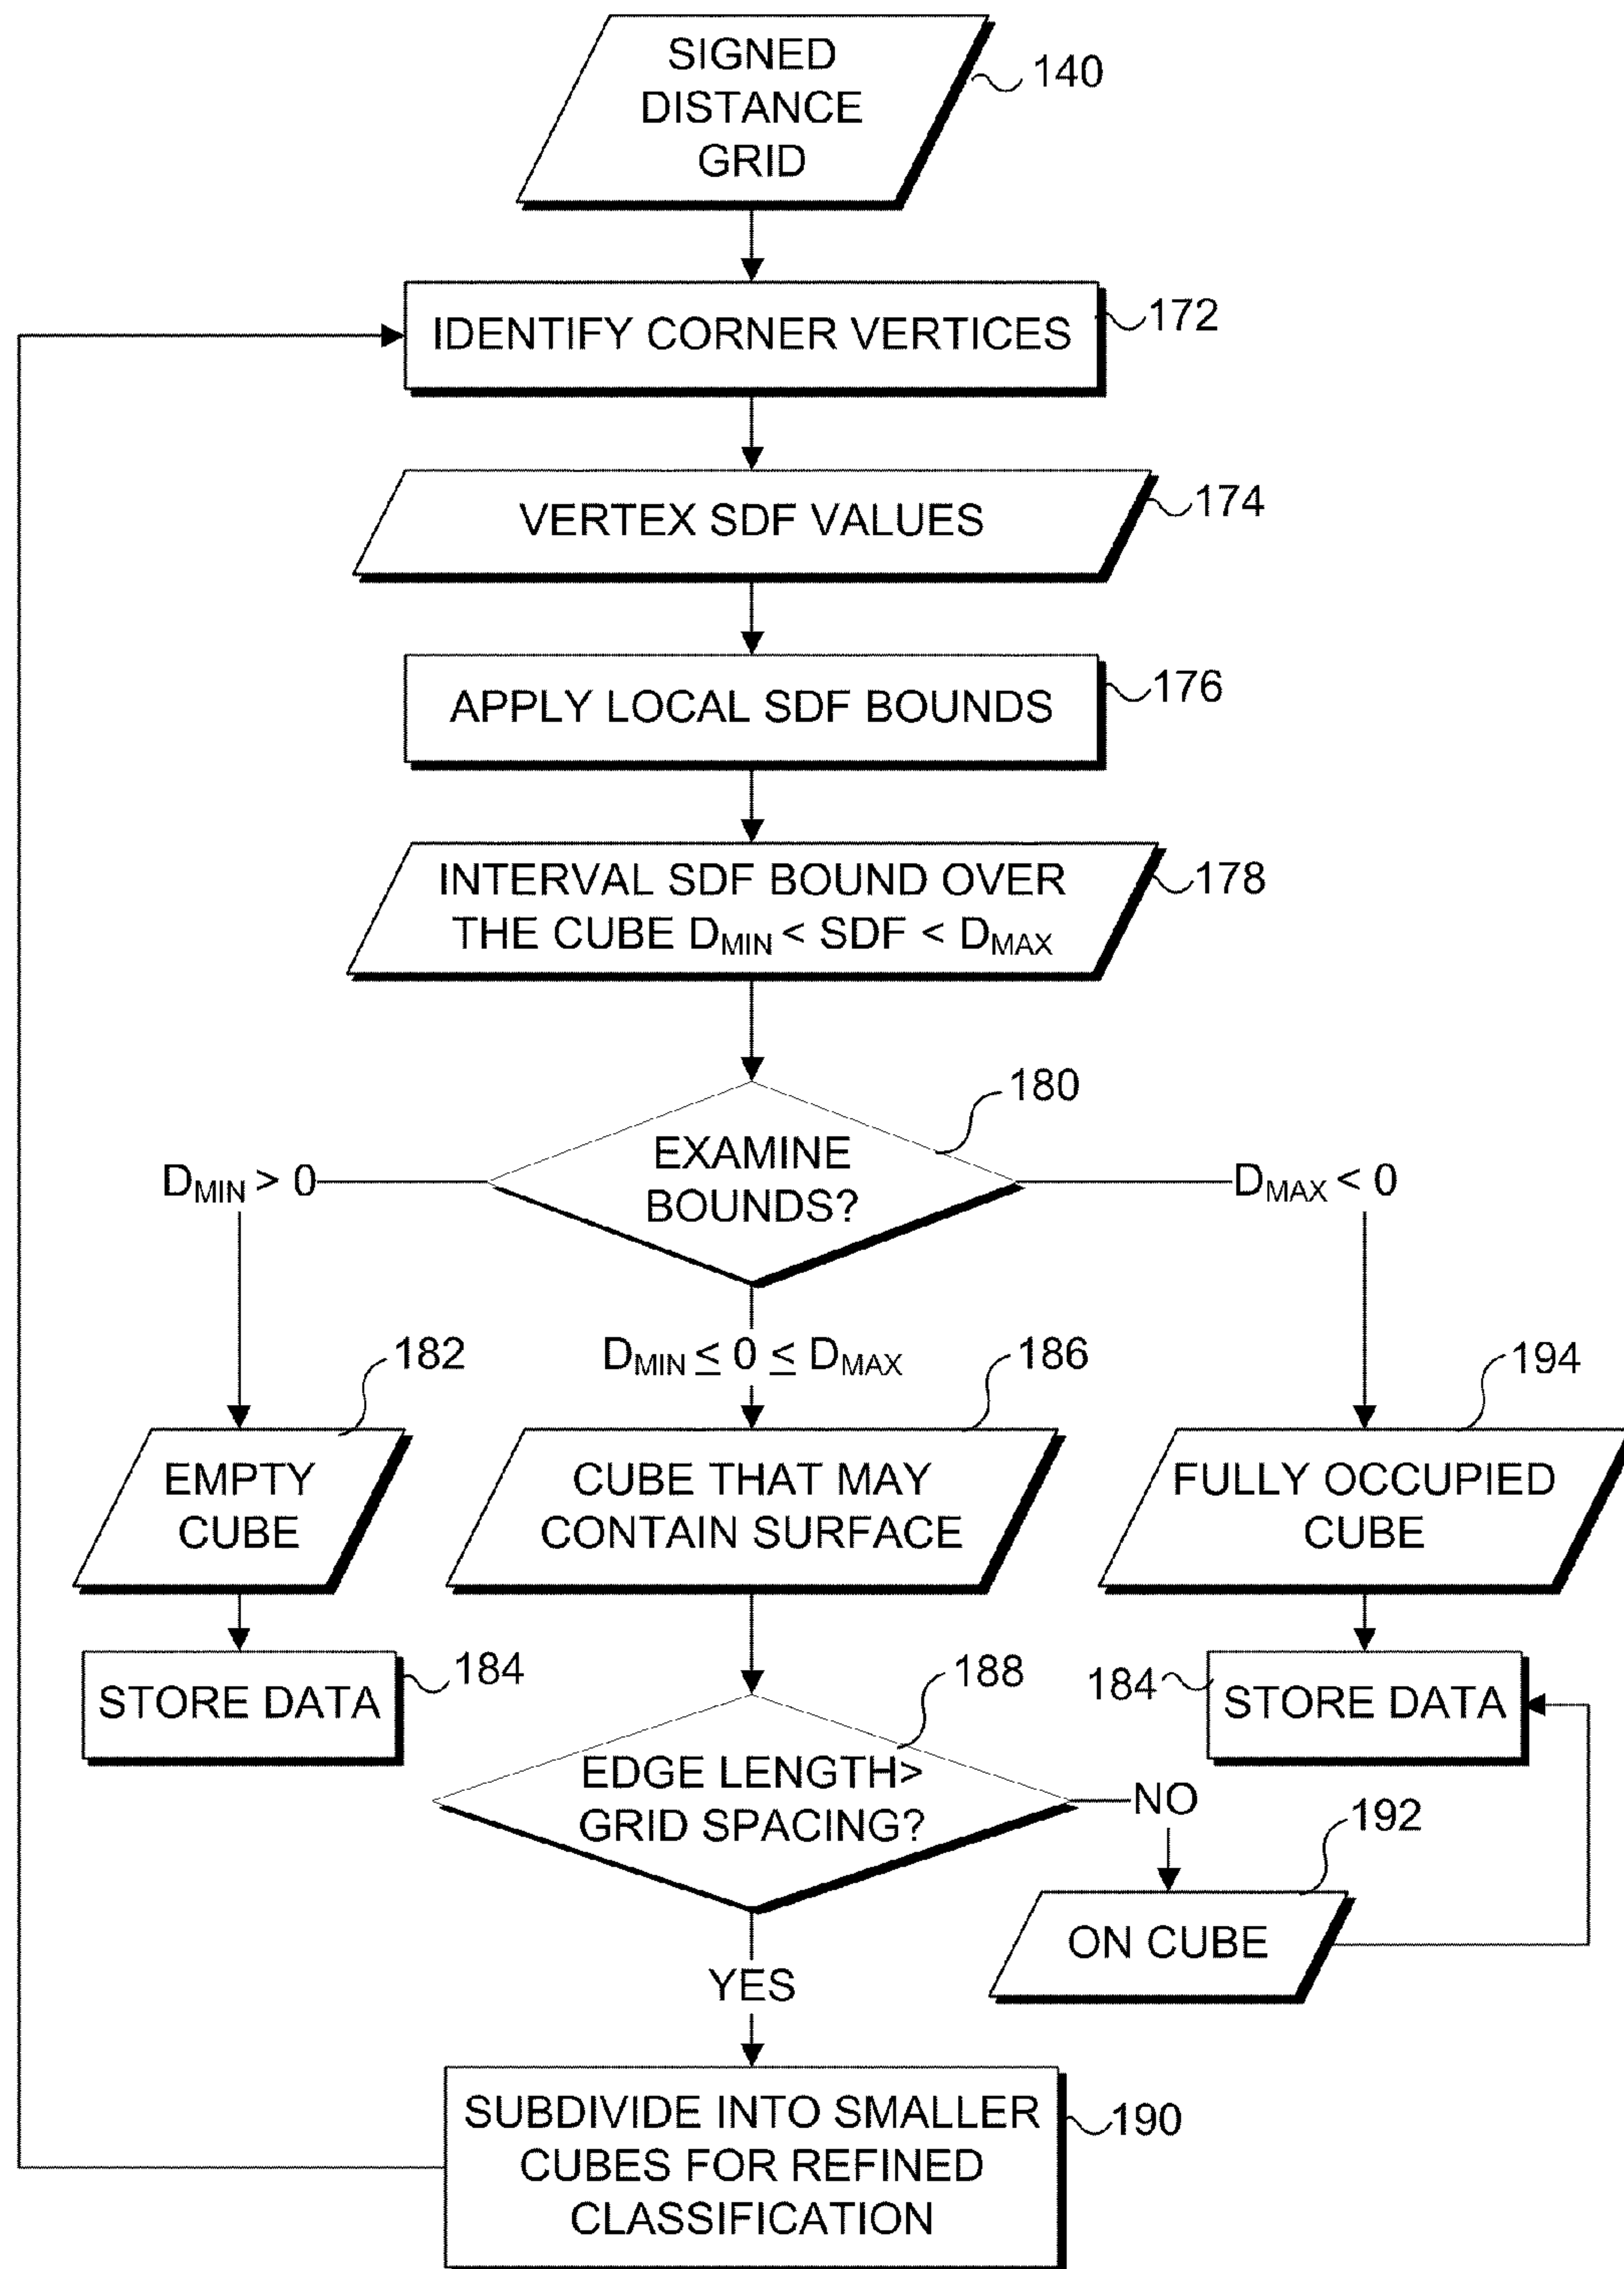 SIGNED
DISTANCE
GRID
140
IDENTIFY CORNER VERTICES
172
VERTEX SDF VALUES
174
APPLY LOCAL SDF BOUNDS
176
INTERVAL SDF BOUND OVER
THE CUBE DMIN < SDF < DMAX
178
180
EXAMINE
BOUNDS?
DMIN > 0
DMAX < 0
DMIN ≤ 0 ≤ DMAX
182
186
194
EMPTY
CUBE
CUBE THAT MAY
CONTAIN SURFACE
FULLY OCCUPIED
CUBE
STORE DATA
184
188
184
STORE DATA
EDGE LENGTH>
GRID SPACING?
NO
192
ON CUBE
YES
SUBDIVIDE INTO SMALLER
CUBES FOR REFINED
CLASSIFICATION
190